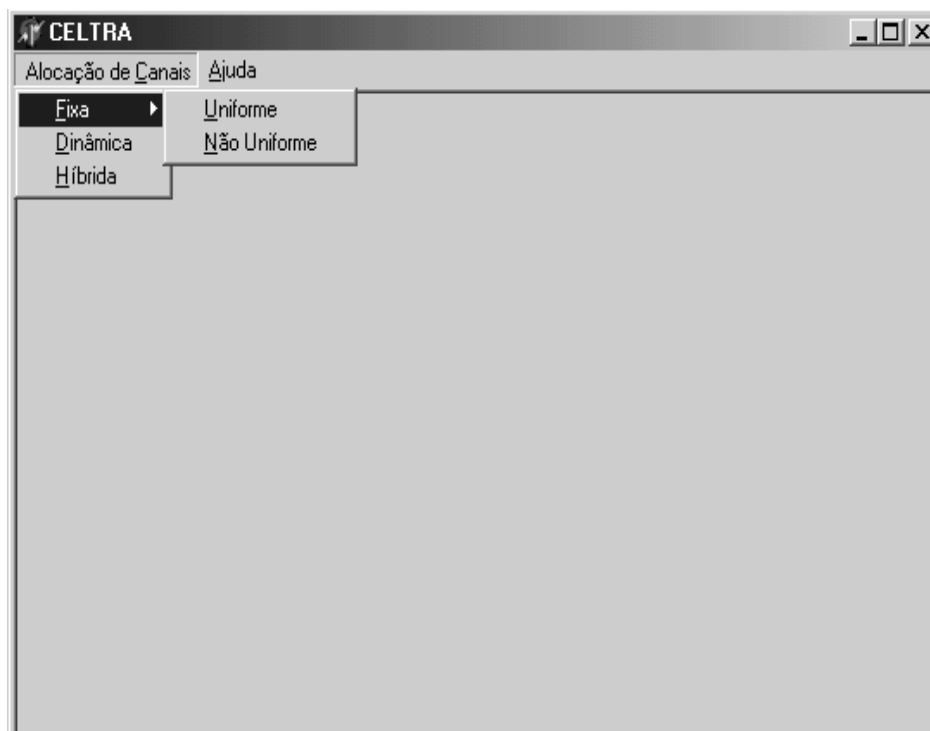 CELTRA
Alocação de Canais Ajuda
Fixa Uniforme
Dinâmica Não Uniforme
Híbrida